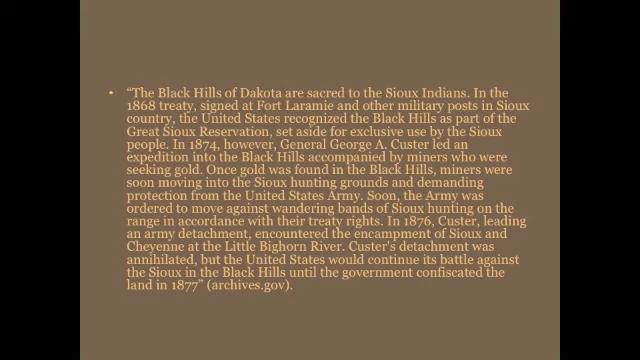 • “The Black Hills of Dakota are sacred to the Sioux Indians. In the
1868 treaty, signed at Fort Laramie and other military posts in Sioux
country, the United States recognized the Black Hills as part of the
Great Sioux Reservation, set aside for exclusive use by the Sioux
people. In 1874, however, General George A. Custer led an
expedition into the Black Hills accompanied by miners who were
seeking gold. Once gold was found in the Black Hills, miners were
soon moving into the Sioux hunting grounds and demanding
protection from the United States Army. Soon, the Army was
ordered to move against wandering bands of Sioux hunting on the
range in accordance with their treaty rights. In 1876, Custer, leading
an army detachment, encountered the encampment of Sioux and
Cheyenne at the Little Bighorn River. Custer's detachment was
annihilated, but the United States would continue its battle against
the Sioux in the Black Hills until the government confiscated the
land in 1877” (archives.gov).